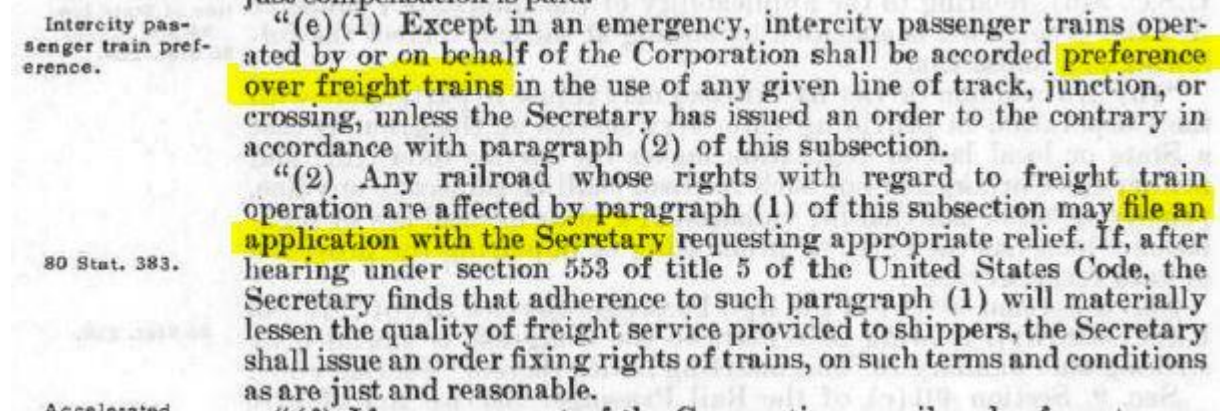 Intercity pas-
senger train pref-
erence.
“(e)(1) Except in an emergency, intercity passenger trains oper-
ated by or on behalf of the Corporation shall be accorded preference
over freight trains in the use of any given line of track, junction, or
crossing, unless the Secretary has issued an order to the contrary in
accordance with paragraph (2) of this subsection.
“(2) Any railroad whose rights with regard to freight train
operation are affected by paragraph (1) of this subsection may file an
application with the Secretary requesting appropriate relief. If, after
80 Stat. 383.
hearing under section 553 of title 5 of the United States Code, the
Secretary finds that adherence to such paragraph (1) will materially
lessen the quality of freight service provided to shippers, the Secretary
shall issue an order fixing rights of trains, on such terms and conditions
as are just and reasonable.
Accelerated